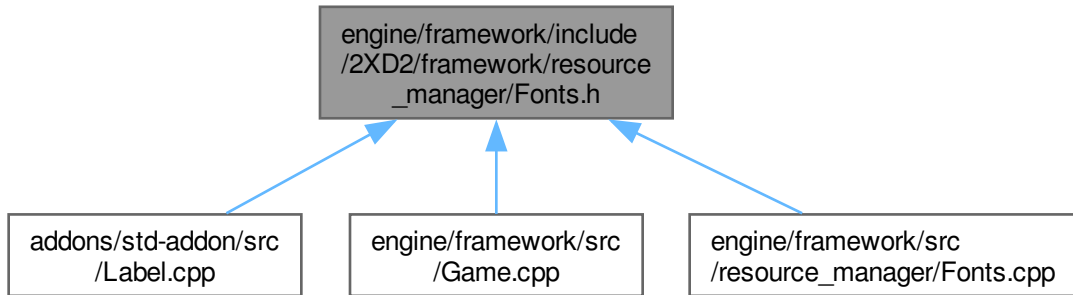 engine/framework/include
/2XD2/framework/resource
_manager/Fonts.h
addons/std-addon/src
/Label.cpp
engine/framework/src
/Game.cpp
engine/framework/src
/resource_manager/Fonts.cpp